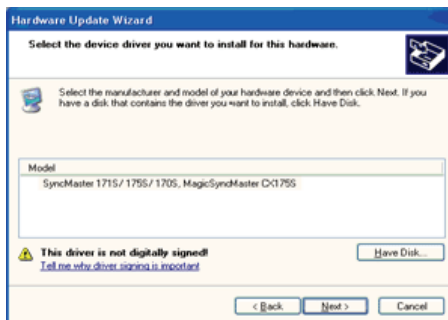 Hardware Update Wizard
Select the device driver you want to install for this hardware.
Select the manufacturer and model of your hardware device and then click Next. If you
have a disk that contains the driver you want to install, click Have Disk.
Model
SyncMaster 171S/ 175S/ 170S, MagicSyncMaster CX175S
This driver is not digitally signed!
Have Disk...
Tell me why driver signing is important
< Back
Next >
Cancel